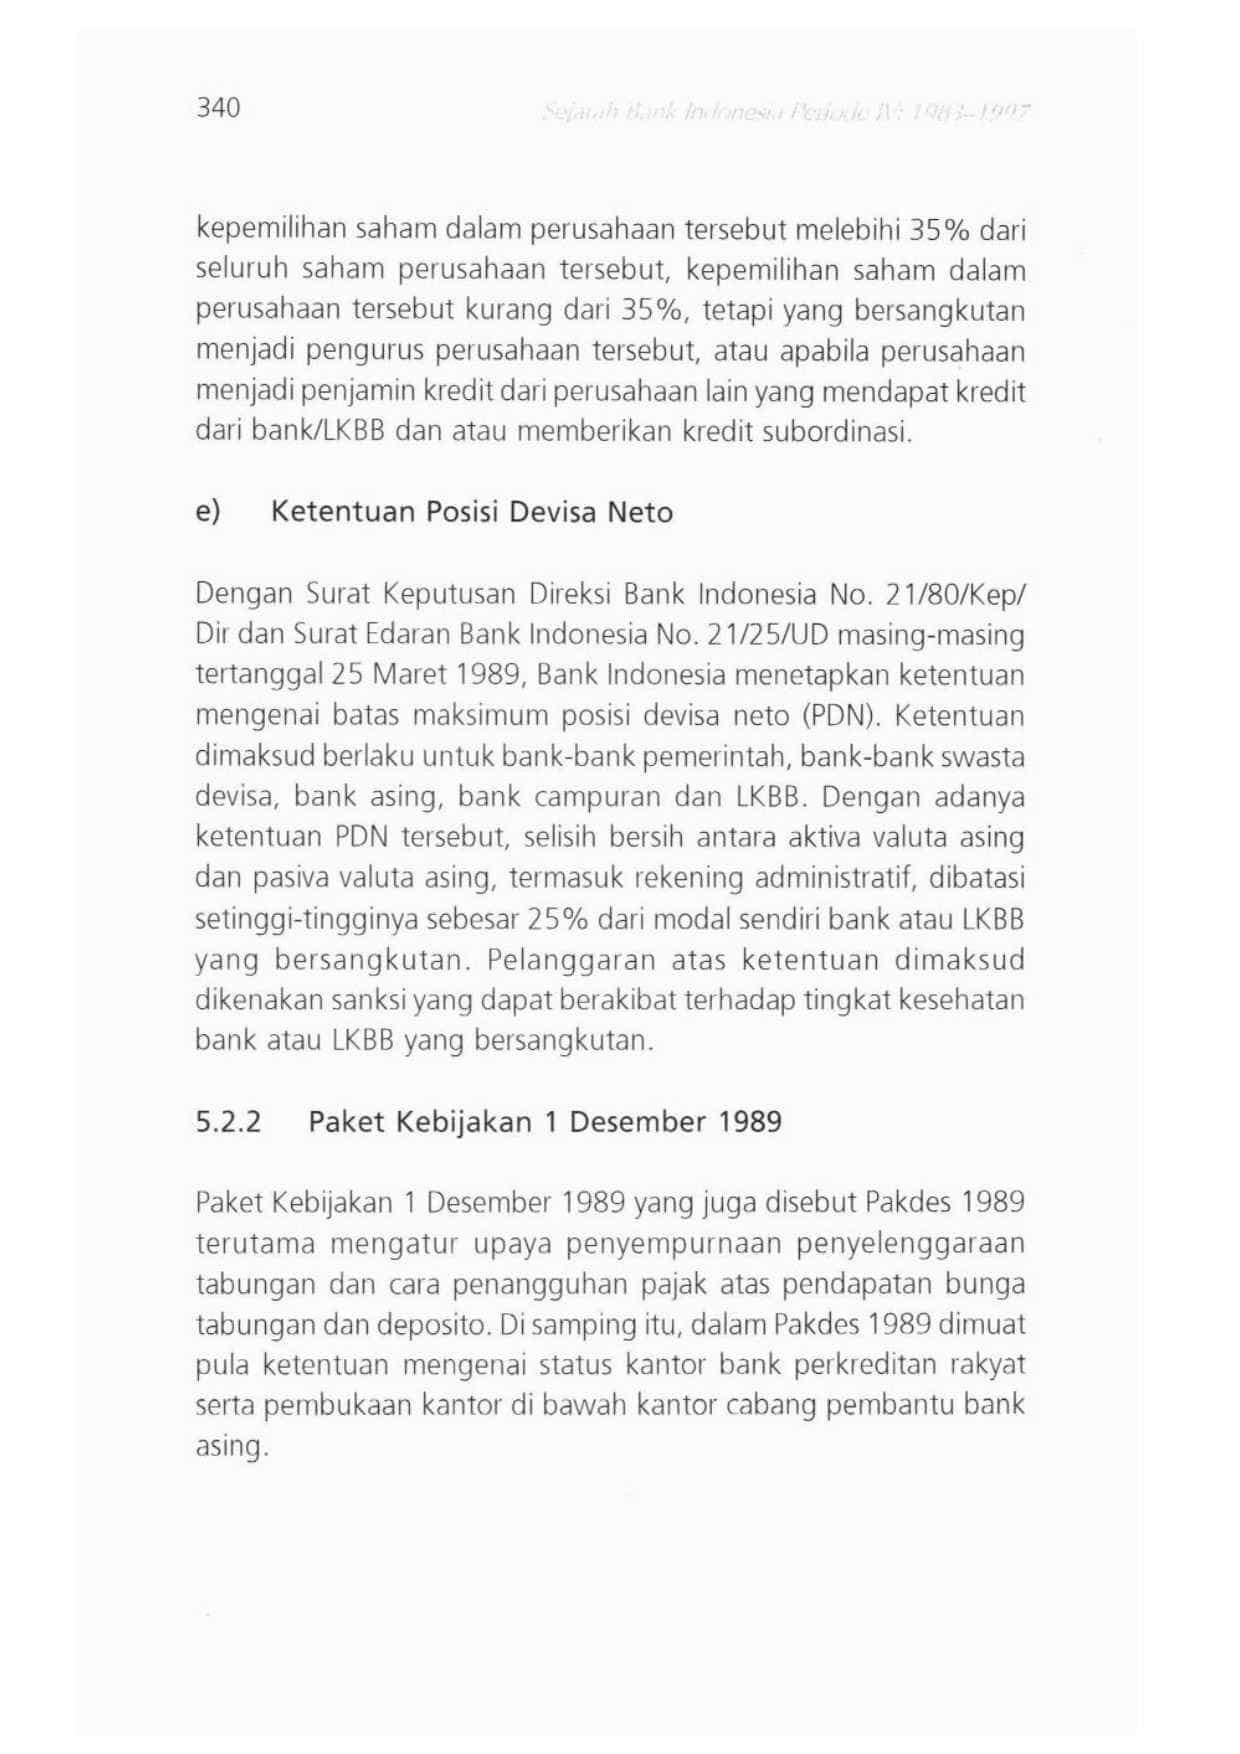 340
Sejarah Bank Indonesia Periode IV: 1983–1997
kepemilihan saham dalam perusahaan tersebut melebihi 35% dari
seluruh saham perusahaan tersebut, kepemilihan saham dalam
perusahaan tersebut kurang dari 35%, tetapi yang bersangkutan
menjadi pengurus perusahaan tersebut, atau apabila perusahaan
menjadi penjamin kredit dari perusahaan lain yang mendapat kredit
dari bank/LKBB dan atau memberikan kredit subordinasi.
e) Ketentuan Posisi Devisa Neto
Dengan Surat Keputusan Direksi Bank Indonesia No. 21/80/Kep/
Dir dan Surat Edaran Bank Indonesia No. 21/25/UD masing-masing
tertanggal 25 Maret 1989, Bank Indonesia menetapkan ketentuan
mengenai batas maksimum posisi devisa neto (PDN). Ketentuan
dimaksud berlaku untuk bank-bank pemerintah, bank-bank swasta
devisa, bank asing, bank campuran dan LKBB. Dengan adanya
ketentuan PDN tersebut, selisih bersih antara aktiva valuta asing
dan pasiva valuta asing, termasuk rekening administratif, dibatasi
setinggi-tingginya sebesar 25% dari modal sendiri bank atau LKBB
yang bersangkutan. Pelanggaran atas ketentuan dimaksud
dikenakan sanksi yang dapat berakibat terhadap tingkat kesehatan
bank atau LKBB yang bersangkutan.
5.2.2 Paket Kebijakan 1 Desember 1989
Paket Kebijakan 1 Desember 1989 yang juga disebut Pakdes 1989
terutama mengatur upaya penyempurnaan penyelenggaraan
tabungan dan cara penangguhan pajak atas pendapatan bunga
tabungan dan deposito. Di samping itu, dalam Pakdes 1989 dimuat
pula ketentuan mengenai status kantor bank perkreditan rakyat
serta pembukaan kantor di bawah kantor cabang pembantu bank
asing.